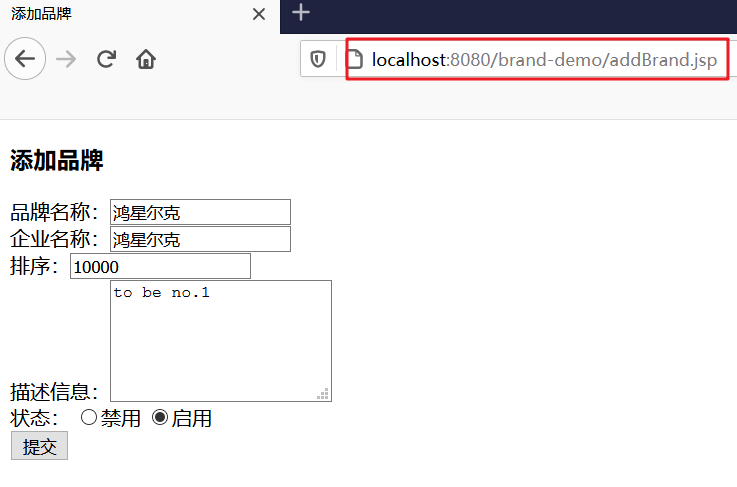 添加品牌
localhost:8080/brand-demo/addBrand.jsp
添加品牌
品牌名称：鸿星尔克
企业名称：鸿星尔克
排序：10000
to be no.1
描述信息：
状态： 禁用 启用
提交